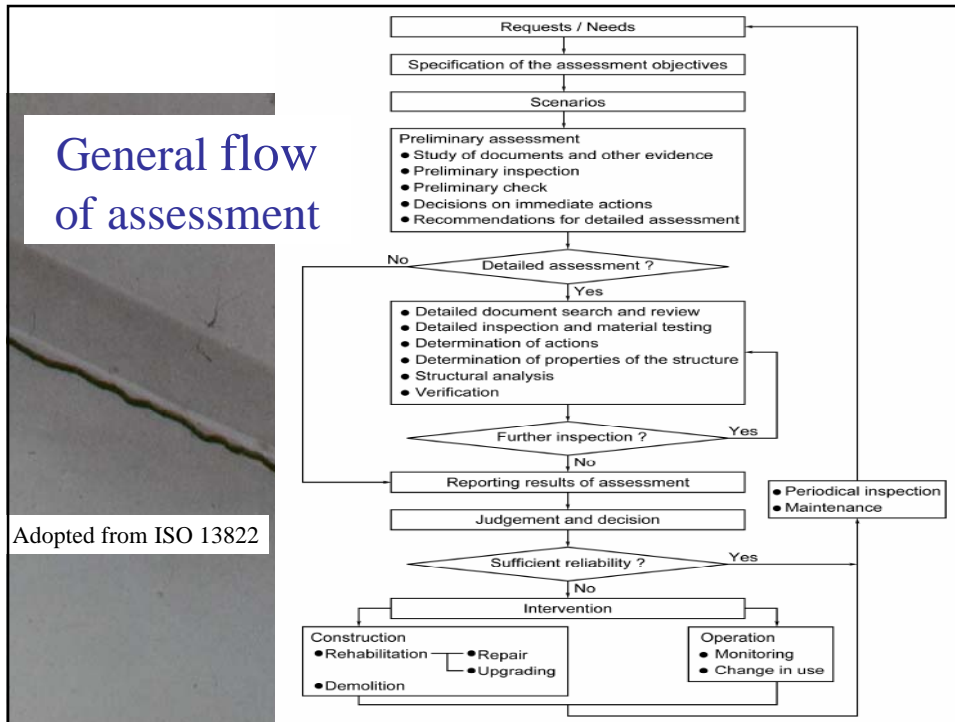 General flow
of assessment
Adopted from ISO 13822
Requests / Needs
Specification of the assessment objectives
Scenarios
Preliminary assessment
● Study of documents and other evidence
● Preliminary inspection
● Preliminary check
● Decisions on immediate actions
● Recommendations for detailed assessment
No
Detailed assessment ?
Yes
● Detailed document search and review
● Detailed inspection and material testing
● Determination of actions
● Determination of properties of the structure
● Structural analysis
● Verification
Further inspection ?
Yes
No
Reporting results of assessment
● Periodical inspection
● Maintenance
Judgement and decision
Sufficient reliability ?
Yes
No
Intervention
Construction
●Rehabilitation
●Repair
●Upgrading
●Demolition
Operation
● Monitoring
● Change in use